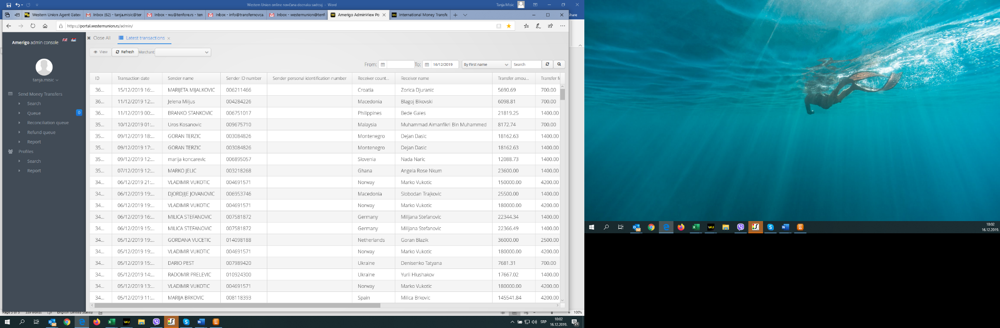 Western Union online novčana doznaka sadrzaj - Word
Tanja Misic
Western Union Agent Gatew
Inbox (62) - tanja.misic@ter
Inbox - wu@tenfore.rs - ten
Inbox - info@transfernovca.
Inbox - westernunion@tenf
Amerigo AdminView Po
International Money Transfe
hare
https://portal.westernunion.rs/admin/
Amerigo admin console
Close All
Latest transactions
View
Refresh
Merchant:
From:
To:
16/12/2019
By First name
Search
tanja.misic
Send Money Transfers
Search
Queue
0
Reconciliation queue
Refund queue
Report
Profiles
Search
Report
ID Transaction date Sender name Sender ID number Sender personal identification number Receiver count... Receiver name Transfer amou... Transfer f
36... 15/12/2019 16:... MARIJETA MIJALKOVIC 006211466 Croatia Zorica Djuranic 5690.69 700.00
36... 11/12/2019 12:... Jelena Miljus 004284226 Macedonia Blagoj Bikovski 6098.81 700.00
36... 11/12/2019 00:... BRANKO STANKOVIC 006751017 Philippines Bede Gales 21819.25 1400.00
35... 10/12/2019 01:... Uros Kosanovic 009675710 Malaysia Muhammad Aimanfikri Bin Muhammed 8172.74 700.00
35... 09/12/2019 18:... GORAN TERZIC 003084826 Montenegro Dejan Dasic 18162.63 1400.00
35... 09/12/2019 17:... GORAN TERZIC 003084826 Montenegro Dejan Dasic 18162.63 1400.00
35... 09/12/2019 12:... marija koncarevic 006895057 Slovenia Nada Naric 12088.73 1400.00
35... 07/12/2019 12:... MARKO JELIC 003218268 Ghana Angela Rose Nkum 23600.00 1400.00
34... 06/12/2019 21:... VLADIMIR VUKOTIC 004691571 Norway Marko Vukotic 150000.00 4200.00
34... 06/12/2019 19:... DjORDjIJE JOVANOVIC 006953746 Macedonia Slobodan Trajkovic 25500.00 1400.00
34... 06/12/2019 19:... VLADIMIR VUKOTIC 004691571 Norway Marko Vukotic 180000.00 4200.00
34... 06/12/2019 16:... MILICA STEFANOVIC 007581872 Germany Milijana Stefanovic 22344.34 1400.00
34... 06/12/2019 15:... MILICA STEFANOVIC 007581872 Germany Milijana Stefanovic 22366.49 1400.00
34... 05/12/2019 19:... GORDANA VUCETIC 014098188 Netherlands Goran Blazik 36000.00 2500.00
34... 05/12/2019 19:... VLADIMIR VUKOTIC 004691571 Norway Marko Vukotic 180000.00 4200.00
34... 05/12/2019 15:... DARIO PEST 007989420 Ukraine Denisenko Tatyana 7681.31 700.00
34... 05/12/2019 14:... RADOMIR PRELEVIC 010924300 Ukraine Yurii Hlushakov 17667.02 1400.00
34... 05/12/2019 13:... VLADIMIR VUKOTIC 004691571 Norway Marko Vukotic 180000.00 4200.00
34... 05/12/2019 11:... MARIJA BRKOVIC 008118393 Spain Milica Brkovic 145541.84 4200.00
Page 3 of 3 339 words English (United States)
100%
SRP
10:02
16.12.2019.
21
10:02
16.12.2019.